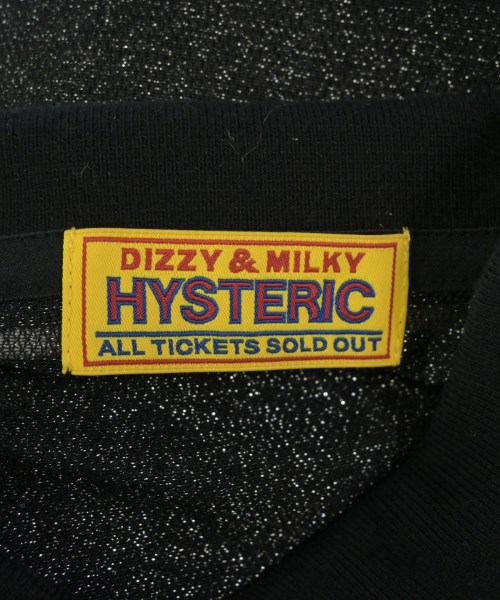 DIZZY & MILKY
HYSTERIC
ALL TICKETS SOLD OUT